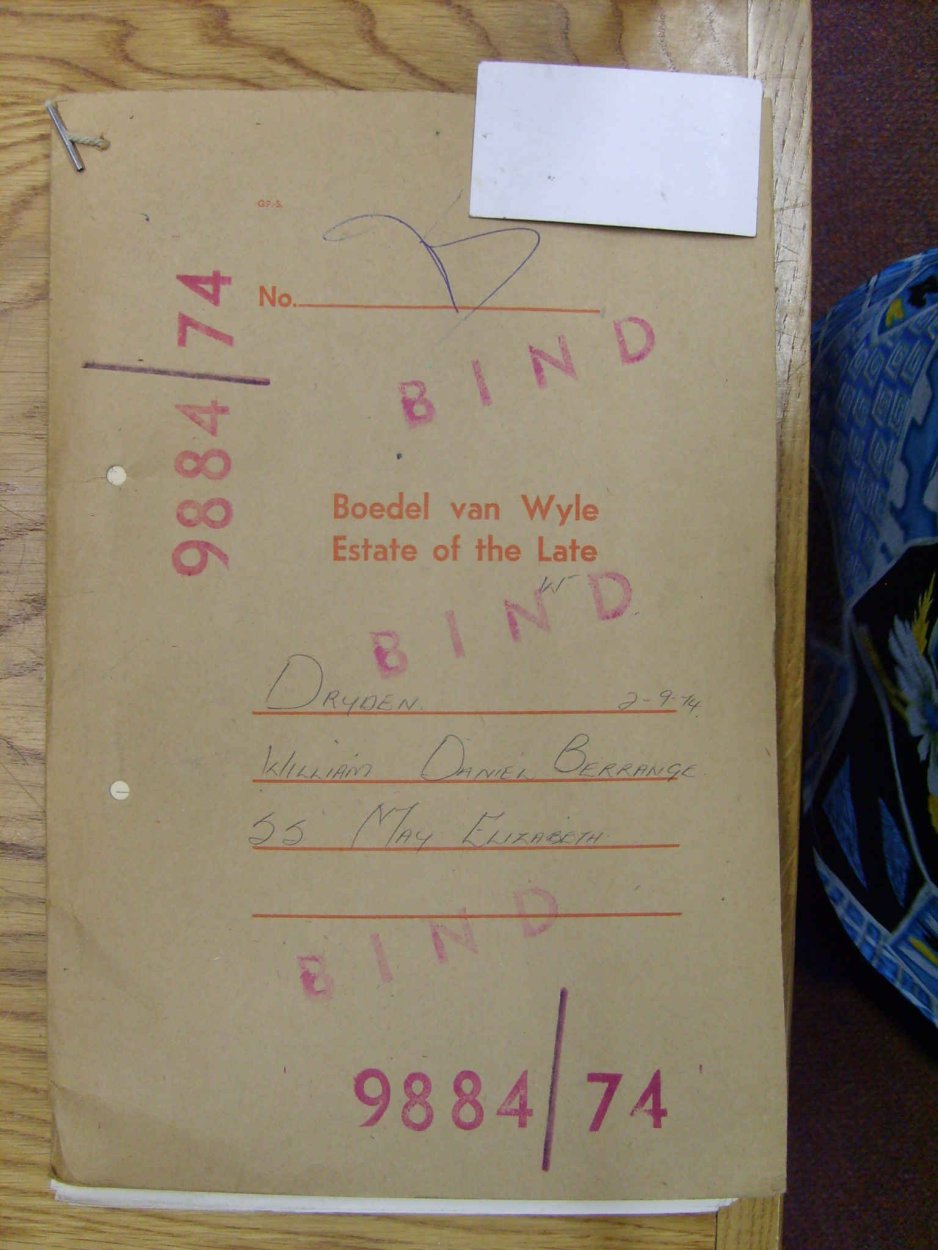 G.P.-S.
No.
9884/74
BIND
Boedel van Wyle
Estate of the Late
BIND
DRYDEN. 2-9-74.
WILLIAM DANIEL BERRANGE
SS MAY ELIZABETH
BIND
9884/74